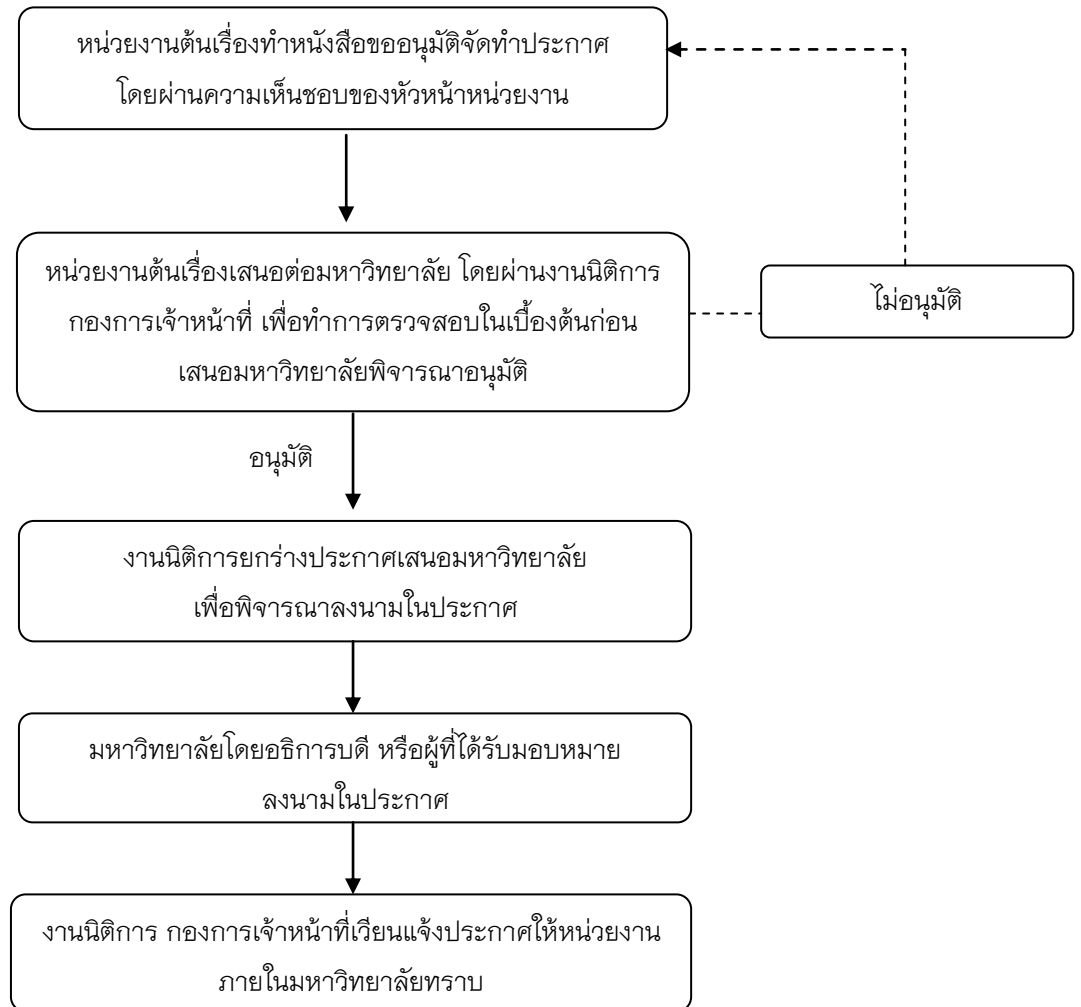 หน่วยงานต้นเรื่องทำหนังสือขออนุมัติจัดทำประกาศ
โดยผ่านความเห็นชอบของหัวหน้าหน่วยงาน
หน่วยงานต้นเรื่องเสนอต่อมหาวิทยาลัย โดยผ่านงานนิติการ
กองการเจ้าหน้าที่ เพื่อทำการตรวจสอบในเบื้องต้นก่อน
เสนอมหาวิทยาลัยพิจารณาอนุมัติ
ไม่อนุมัติ
อนุมัติ
งานนิติการยกร่างประกาศเสนอมหาวิทยาลัย
เพื่อพิจารณาลงนามในประกาศ
มหาวิทยาลัยโดยอธิการบดี หรือผู้ที่ได้รับมอบหมาย
ลงนามในประกาศ
งานนิติการ กองการเจ้าหน้าที่เวียนแจ้งประกาศให้หน่วยงาน
ภายในมหาวิทยาลัยทราบ